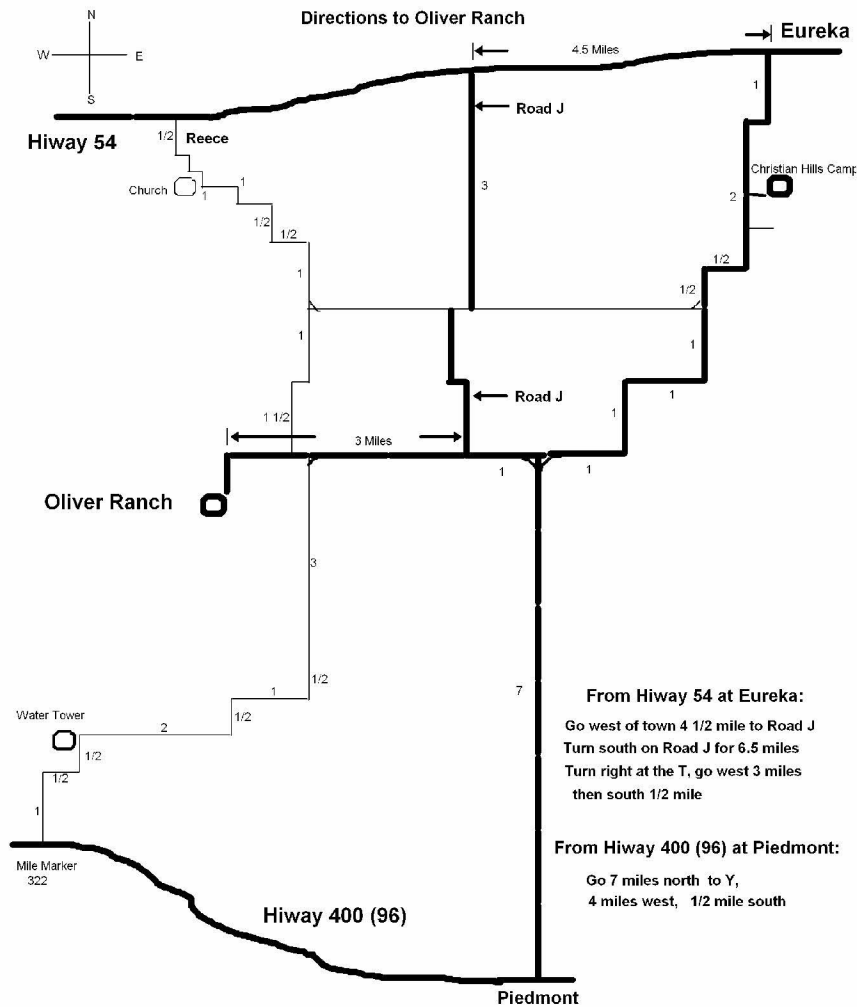 N
Directions to Oliver Ranch
Eureka
4.5 Miles
W
E
S
1
Road J
Hiway 54
1/2
Reece
Church
1
1
3
2
Christian Hills Camp
1/2
1/2
1
1/2
1/2
1
1
Road J
1
1
1 1/2
3 Miles
1
1
Oliver Ranch
3
1/2
1
7
Water Tower
2
1/2
1/2
1/2
1
Mile Marker
322
Hiway 400 (96)
Piedmont
From Hiway 54 at Eureka:
Go west of town 4 1/2 mile to Road J
Turn south on Road J for 6.5 miles
Turn right at the T, go west 3 miles
then south 1/2 mile
From Hiway 400 (96) at Piedmont:
Go 7 miles north to Y,
4 miles west, 1/2 mile south